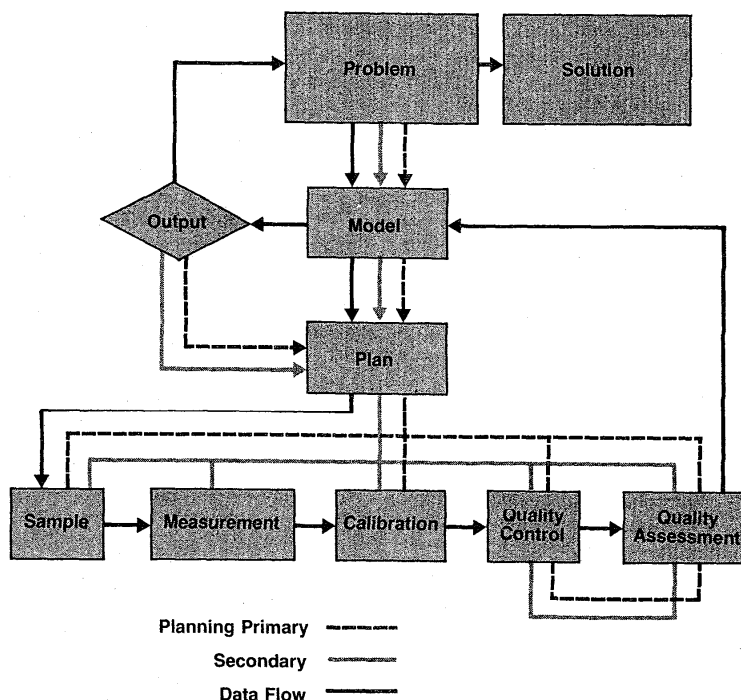 Problem
Solution
Output
Model
Plan
Sample
Measurement
Calibration
Quality
Control
Quality
Assessment
Planning Primary
Secondary
Data Flow